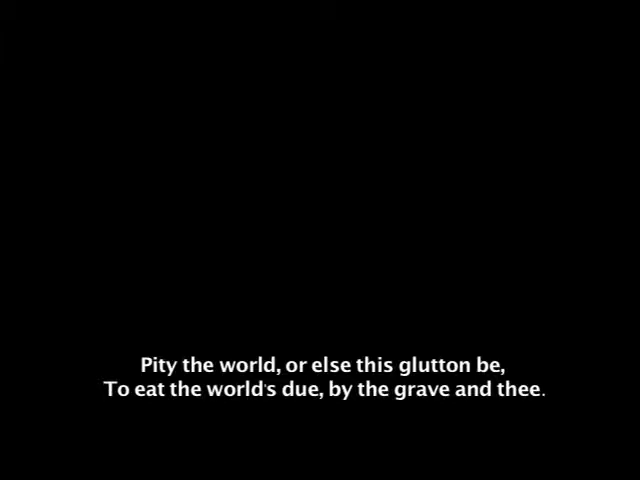 Pity the world, or else this glutton be,
To eat the world's due, by the grave and thee.